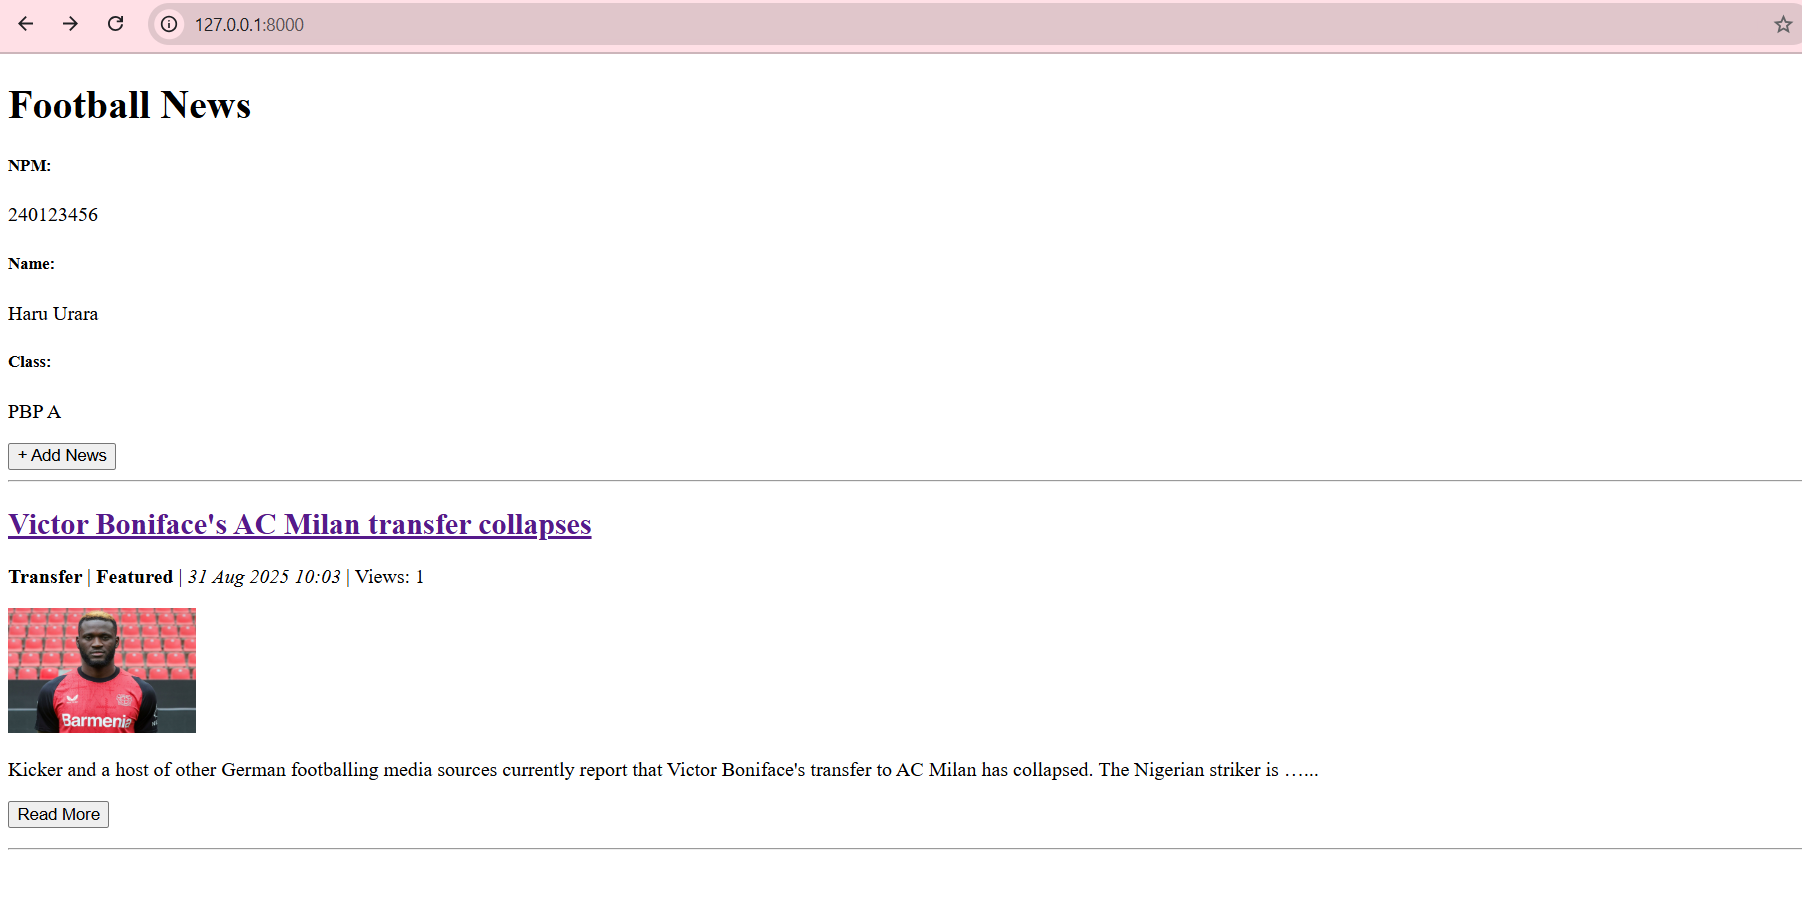 127.0.0.1:8000
Football News
NPM:
240123456
Name:
Haru Urara
Class:
PBP A
+ Add News
Victor Boniface's AC Milan transfer collapses
Transfer | Featured | 31 Aug 2025 10:03 | Views: 1
Barmenia
Kicker and a host of other German footballing media sources currently report that Victor Boniface's transfer to AC Milan has collapsed. The Nigerian striker is …...
Read More